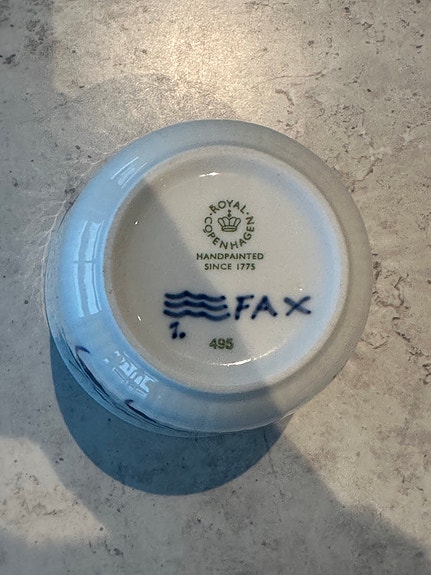 ROYAL COPENHAGEN
HANDPAINTED
SINCE 1775
FAX
1.
495